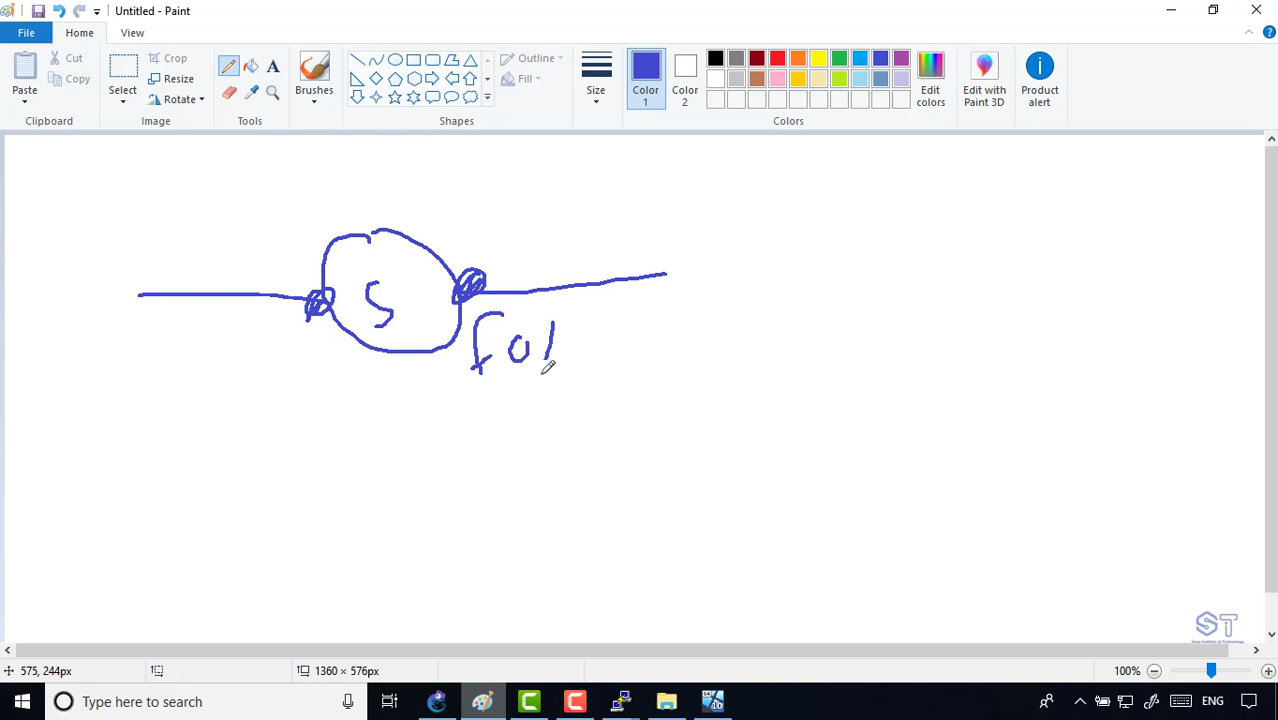 Untitled - Paint
File Home View
Paste
Cut
Copy
Clipboard
Select
Crop
Resize
Rotate
Image
Tools
Brushes
Shapes
Outline
Fill
Size
Color 1
Color 2
Colors
Edit colors
Edit with Paint 3D
Product alert
S
f0/
ST
575, 244px
1360 × 576px
100%
Type here to search
ENG